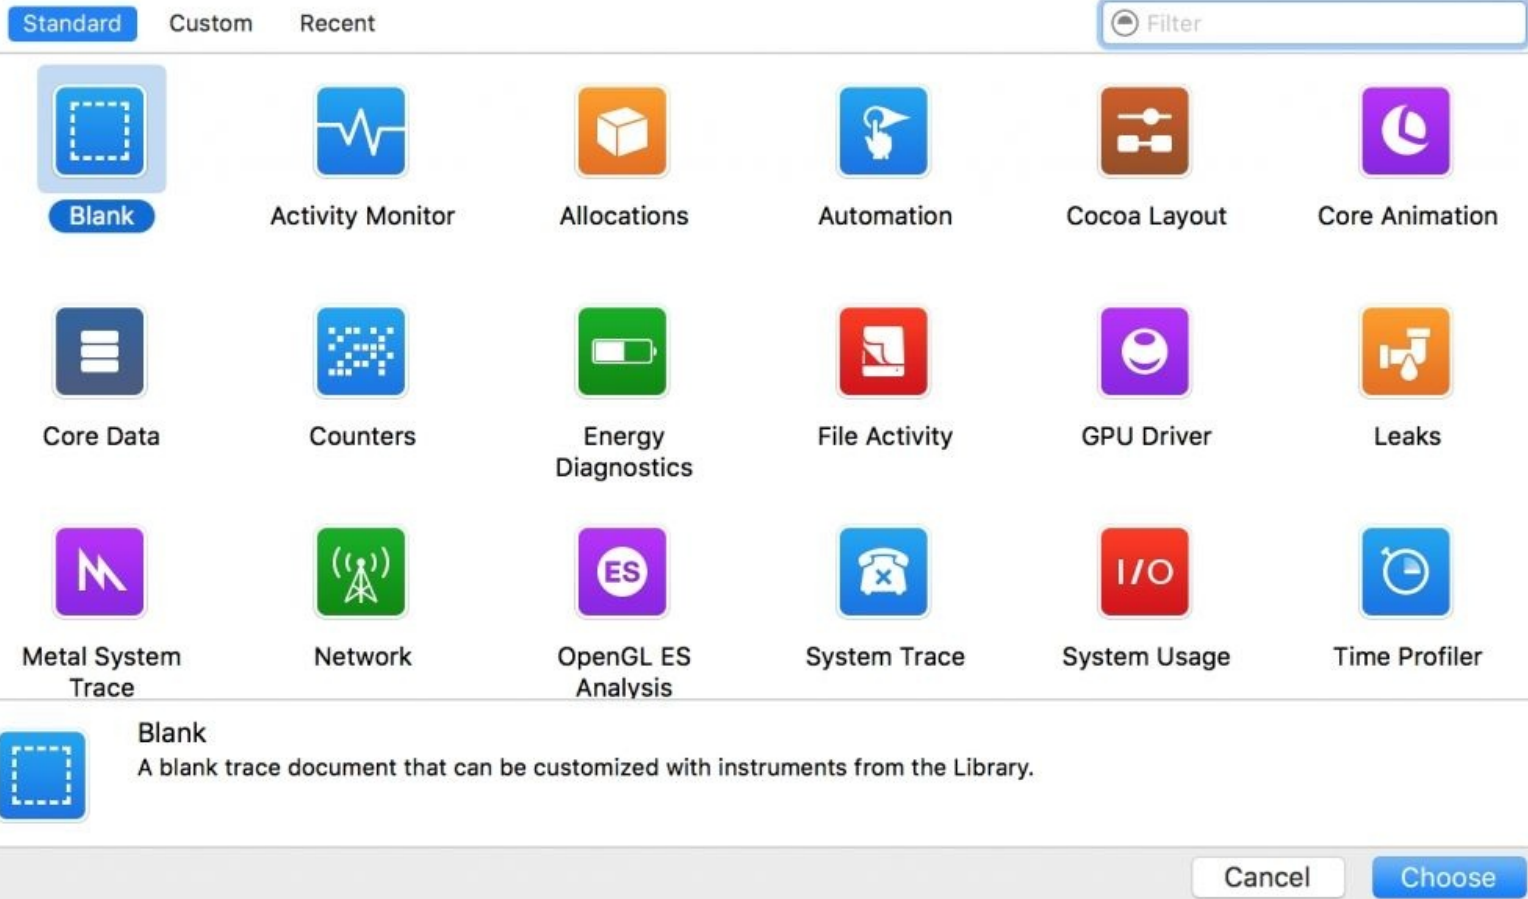 Standard Custom Recent Filter
Blank Activity Monitor Allocations Automation Cocoa Layout Core Animation
Core Data Counters Energy File Activity GPU Driver Leaks
Diagnostics
ES I/O
Metal System Network OpenGL ES System Trace System Usage Time Profiler
Trace Analysis
Blank
A blank trace document that can be customized with instruments from the Library.
Cancel Choose